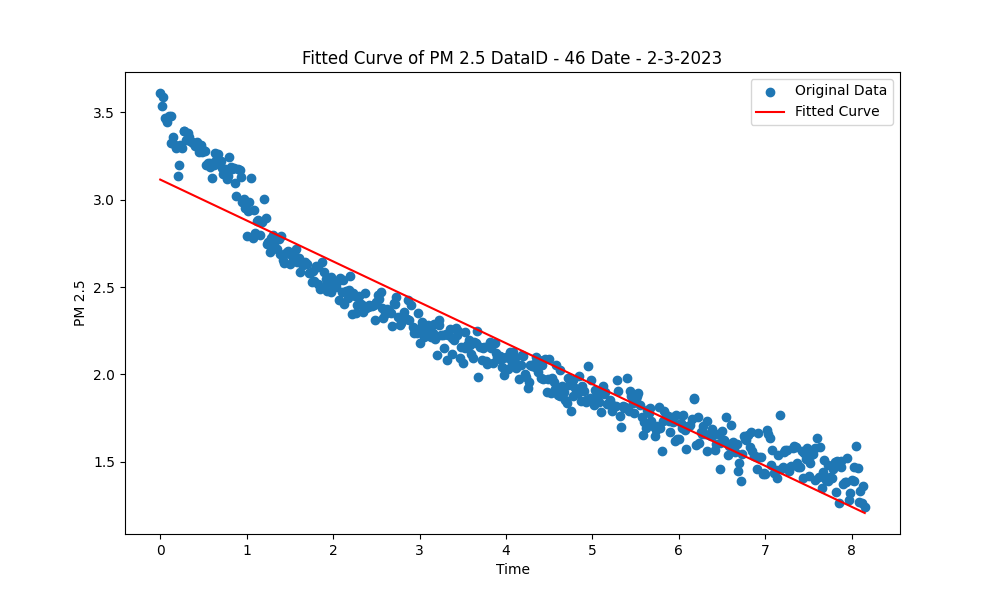 Fitted Curve of PM 2.5 DataID - 46 Date - 2-3-2023
Original Data
Fitted Curve
3.5
3.0
2.5
2.0
1.5
PM 2.5
0 1 2 3 4 5 6 7 8
Time